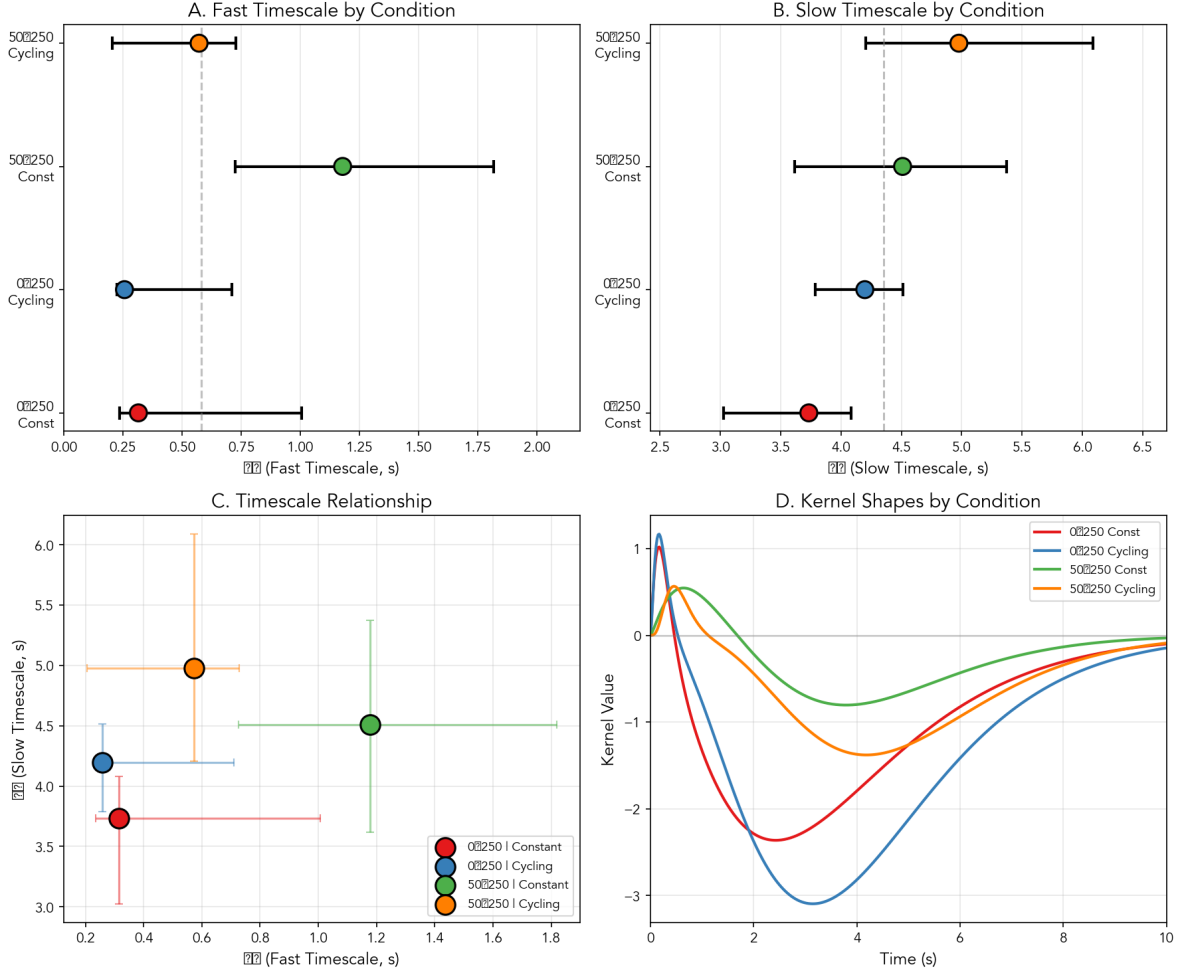 A. Fast Timescale by Condition
50⍰250
Cycling
50⍰250
Const
0⍰250
Cycling
0⍰250
Const
0.00 0.25 0.50 0.75 1.00 1.25 1.50 1.75 2.00
⍰⍰ (Fast Timescale, s)
B. Slow Timescale by Condition
50⍰250
Cycling
50⍰250
Const
0⍰250
Cycling
0⍰250
Const
2.5 3.0 3.5 4.0 4.5 5.0 5.5 6.0 6.5
⍰⍰ (Slow Timescale, s)
C. Timescale Relationship
⍰⍰ (Slow Timescale, s)
6.0
5.5
5.0
4.5
4.0
3.5
3.0
0⍰250 | Constant
0⍰250 | Cycling
50⍰250 | Constant
50⍰250 | Cycling
0.2 0.4 0.6 0.8 1.0 1.2 1.4 1.6 1.8
⍰⍰ (Fast Timescale, s)
D. Kernel Shapes by Condition
Kernel Value
1
0
−1
−2
−3
0⍰250 Const
0⍰250 Cycling
50⍰250 Const
50⍰250 Cycling
0 2 4 6 8 10
Time (s)